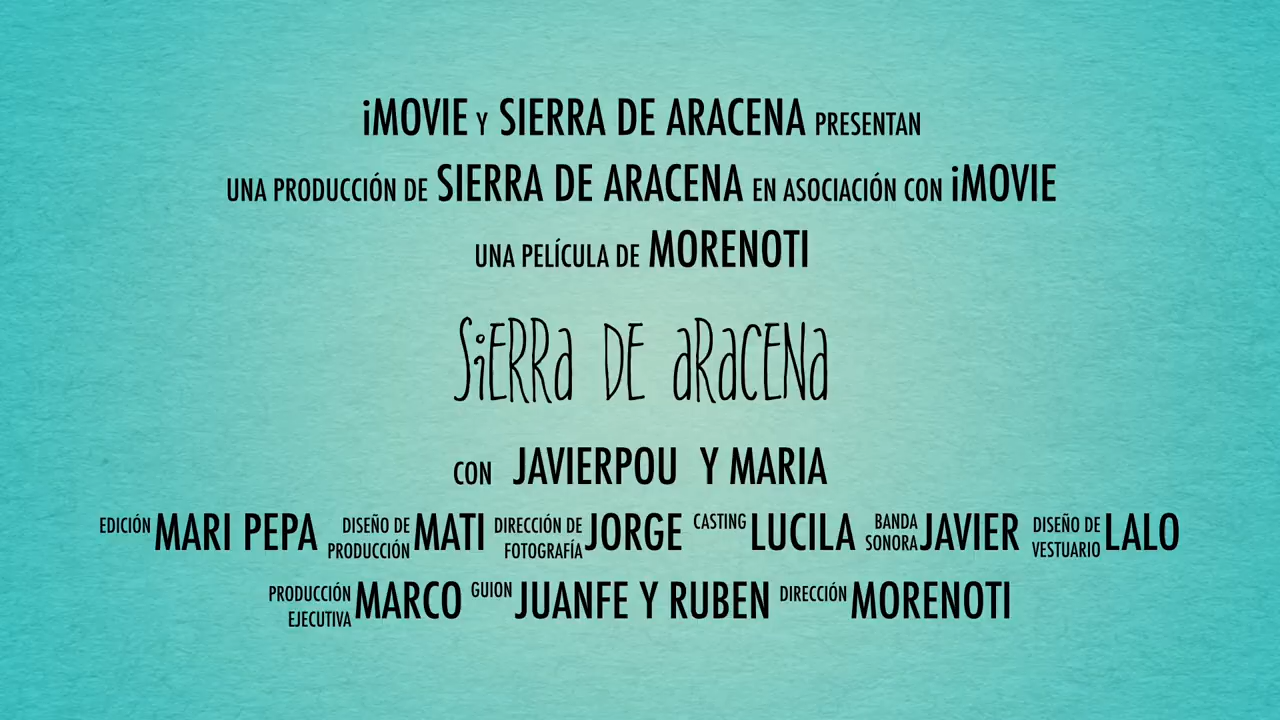 iMOVIE Y SIERRA DE ARACENA PRESENTAN
UNA PRODUCCIÓN DE SIERRA DE ARACENA EN ASOCIACIÓN CON iMOVIE
UNA PELÍCULA DE MORENOTI
SiERRa DE aRaCENa
CON JAVIERPOU Y MARIA
EDICIÓN MARI PEPA DISEÑO DE PRODUCCIÓN MATI DIRECCIÓN DE FOTOGRAFÍA JORGE CASTING LUCILA BANDA SONORA JAVIER DISEÑO DE VESTUARIO LALO
PRODUCCIÓN EJECUTIVA MARCO GUION JUANFE Y RUBEN DIRECCIÓN MORENOTI